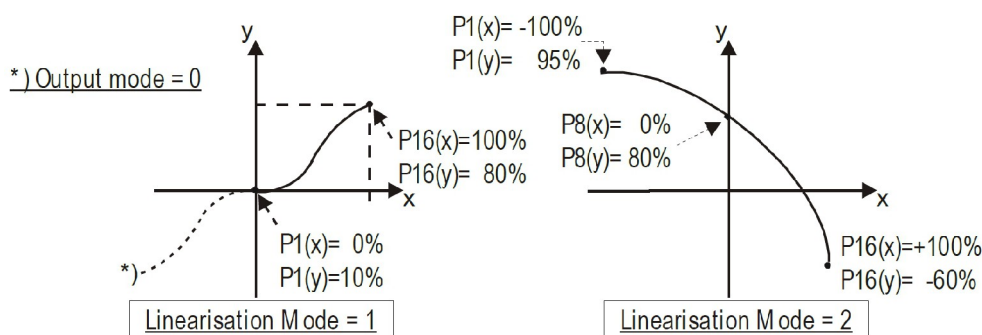 y
*) Output mode = 0
P16(x)=100%
P16(y)= 80%
x
P1(x)= 0%
P1(y)=10%
*)
Linearisation Mode = 1
P1(x)= -100%
P1(y)= 95%
y
P8(x)= 0%
P8(y)= 80%
x
P16(x)=+100%
P16(y)= -60%
Linearisation Mode = 2